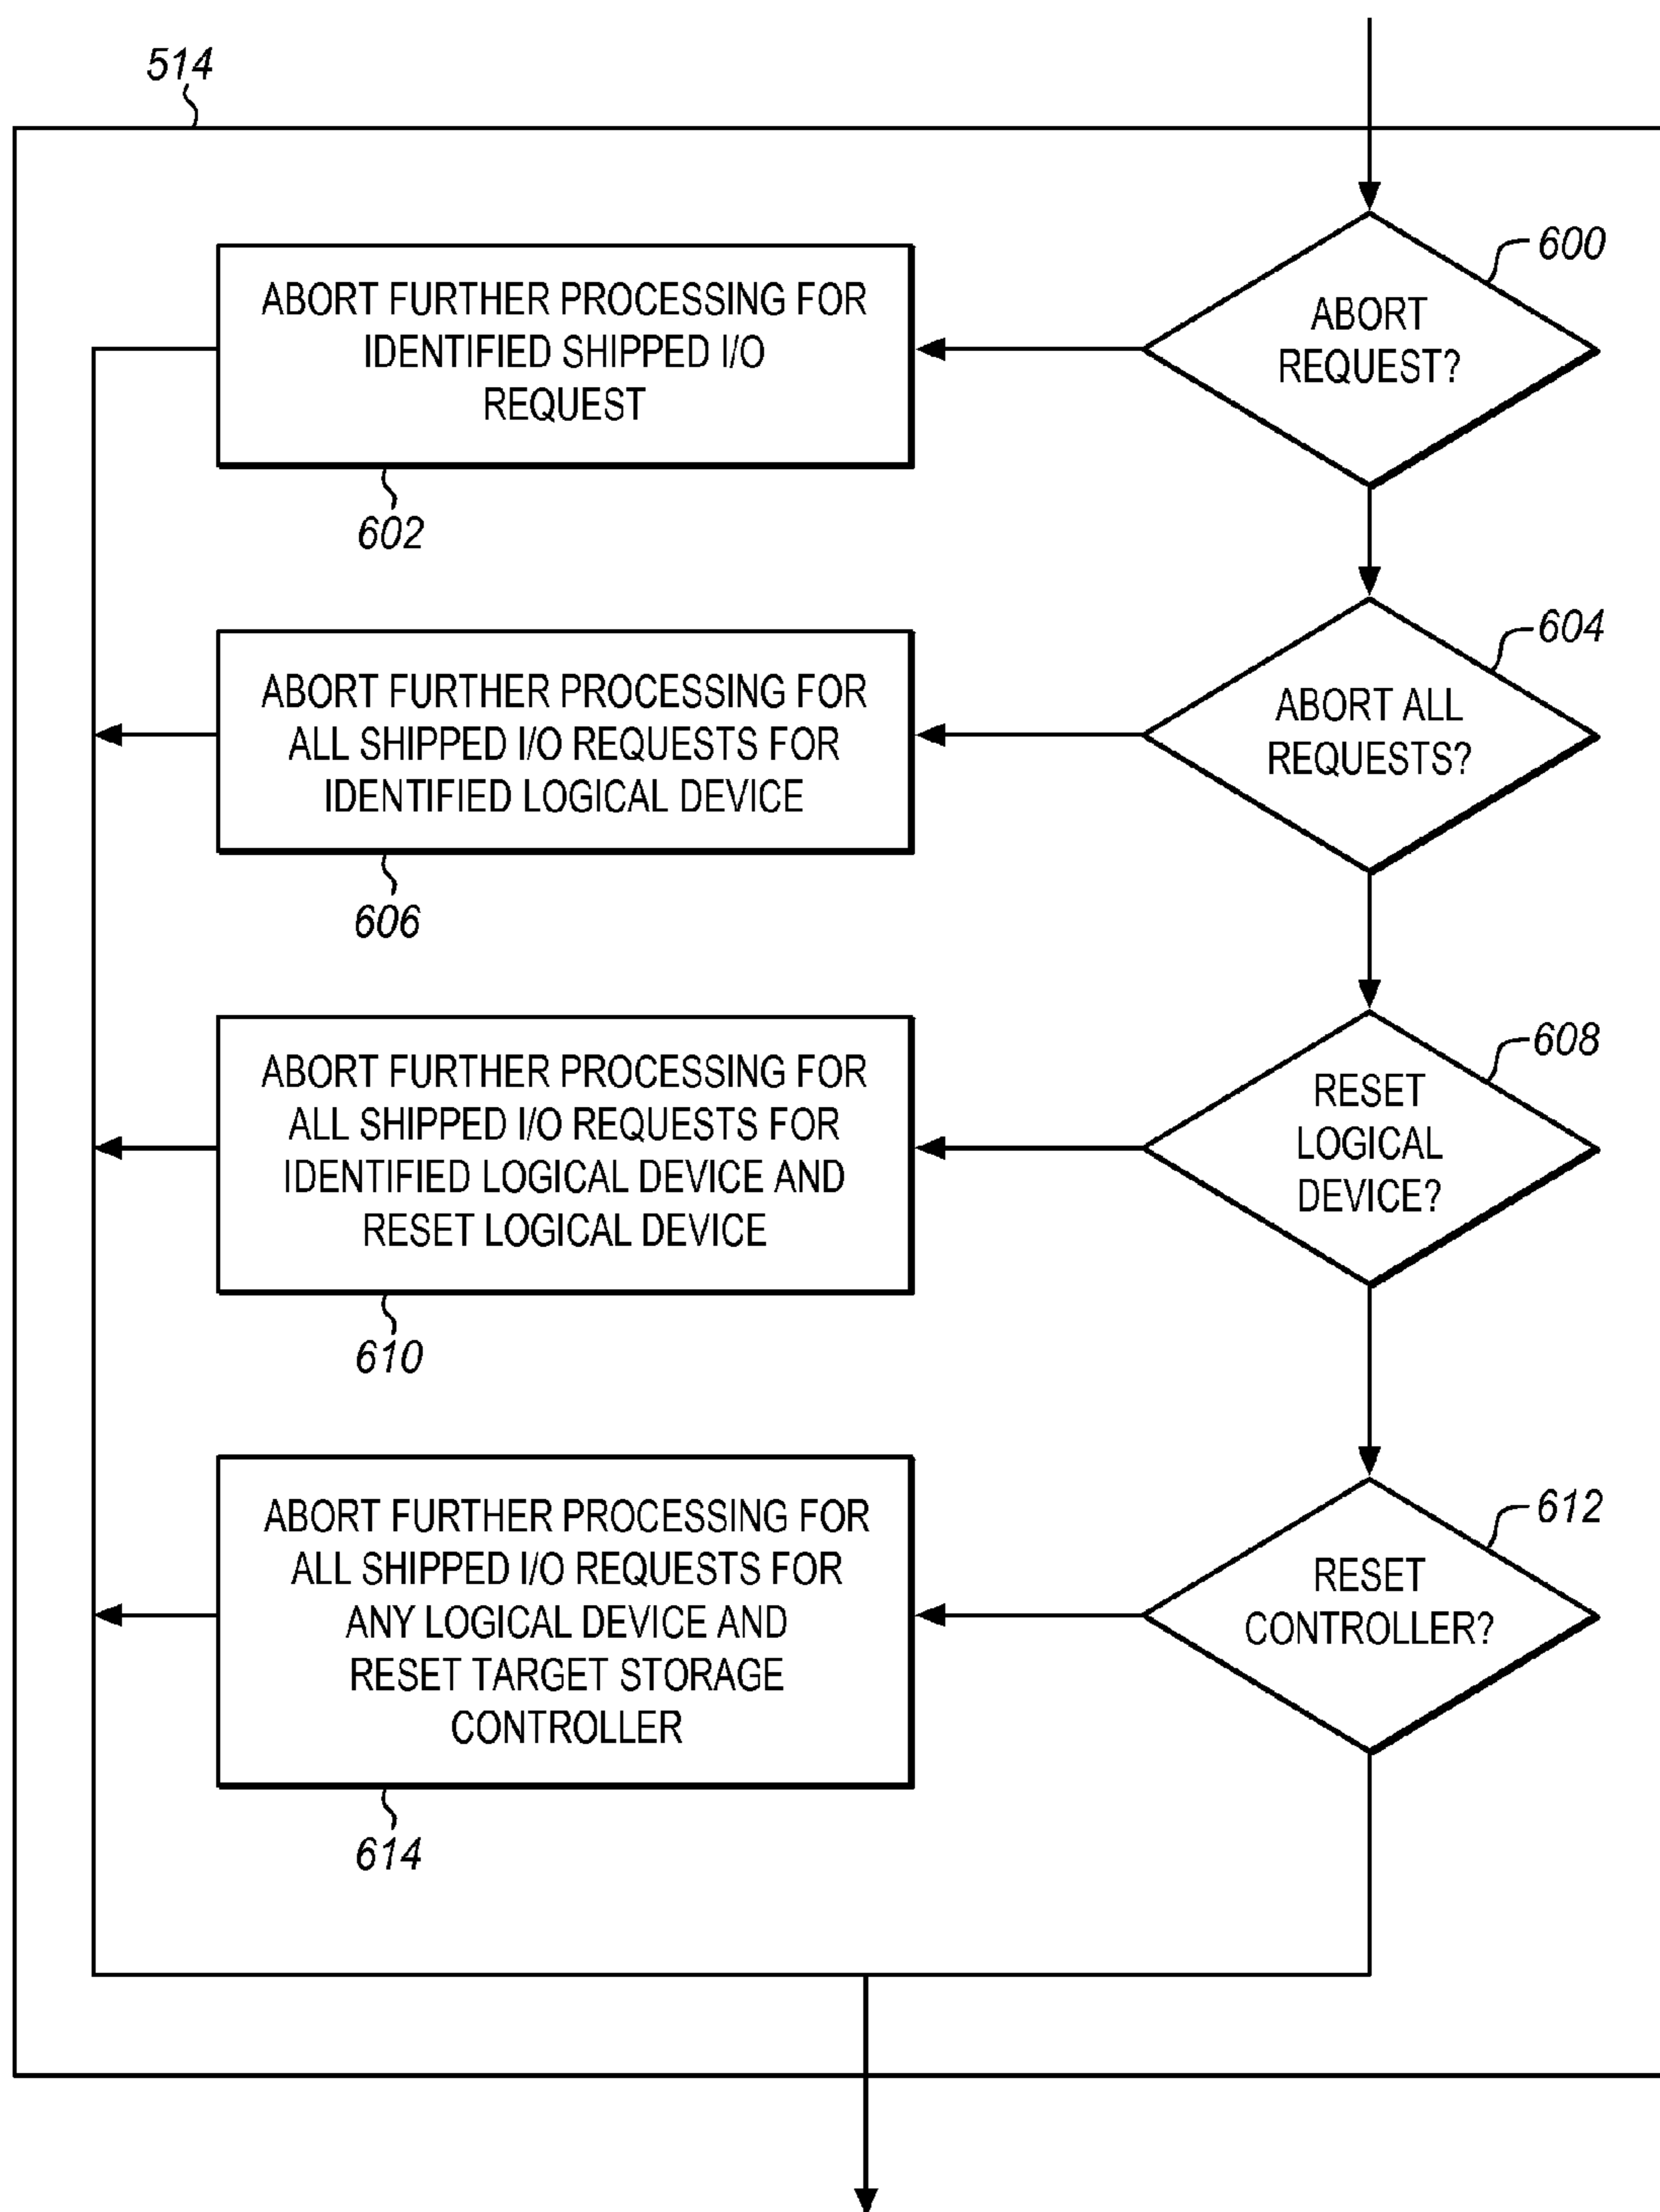 514
600
ABORT
REQUEST?
ABORT FURTHER PROCESSING FOR
IDENTIFIED SHIPPED I/O
REQUEST
602
604
ABORT ALL
REQUESTS?
ABORT FURTHER PROCESSING FOR
ALL SHIPPED I/O REQUESTS FOR
IDENTIFIED LOGICAL DEVICE
606
608
RESET
LOGICAL
DEVICE?
ABORT FURTHER PROCESSING FOR
ALL SHIPPED I/O REQUESTS FOR
IDENTIFIED LOGICAL DEVICE AND
RESET LOGICAL DEVICE
610
612
RESET
CONTROLLER?
ABORT FURTHER PROCESSING FOR
ALL SHIPPED I/O REQUESTS FOR
ANY LOGICAL DEVICE AND
RESET TARGET STORAGE
CONTROLLER
614